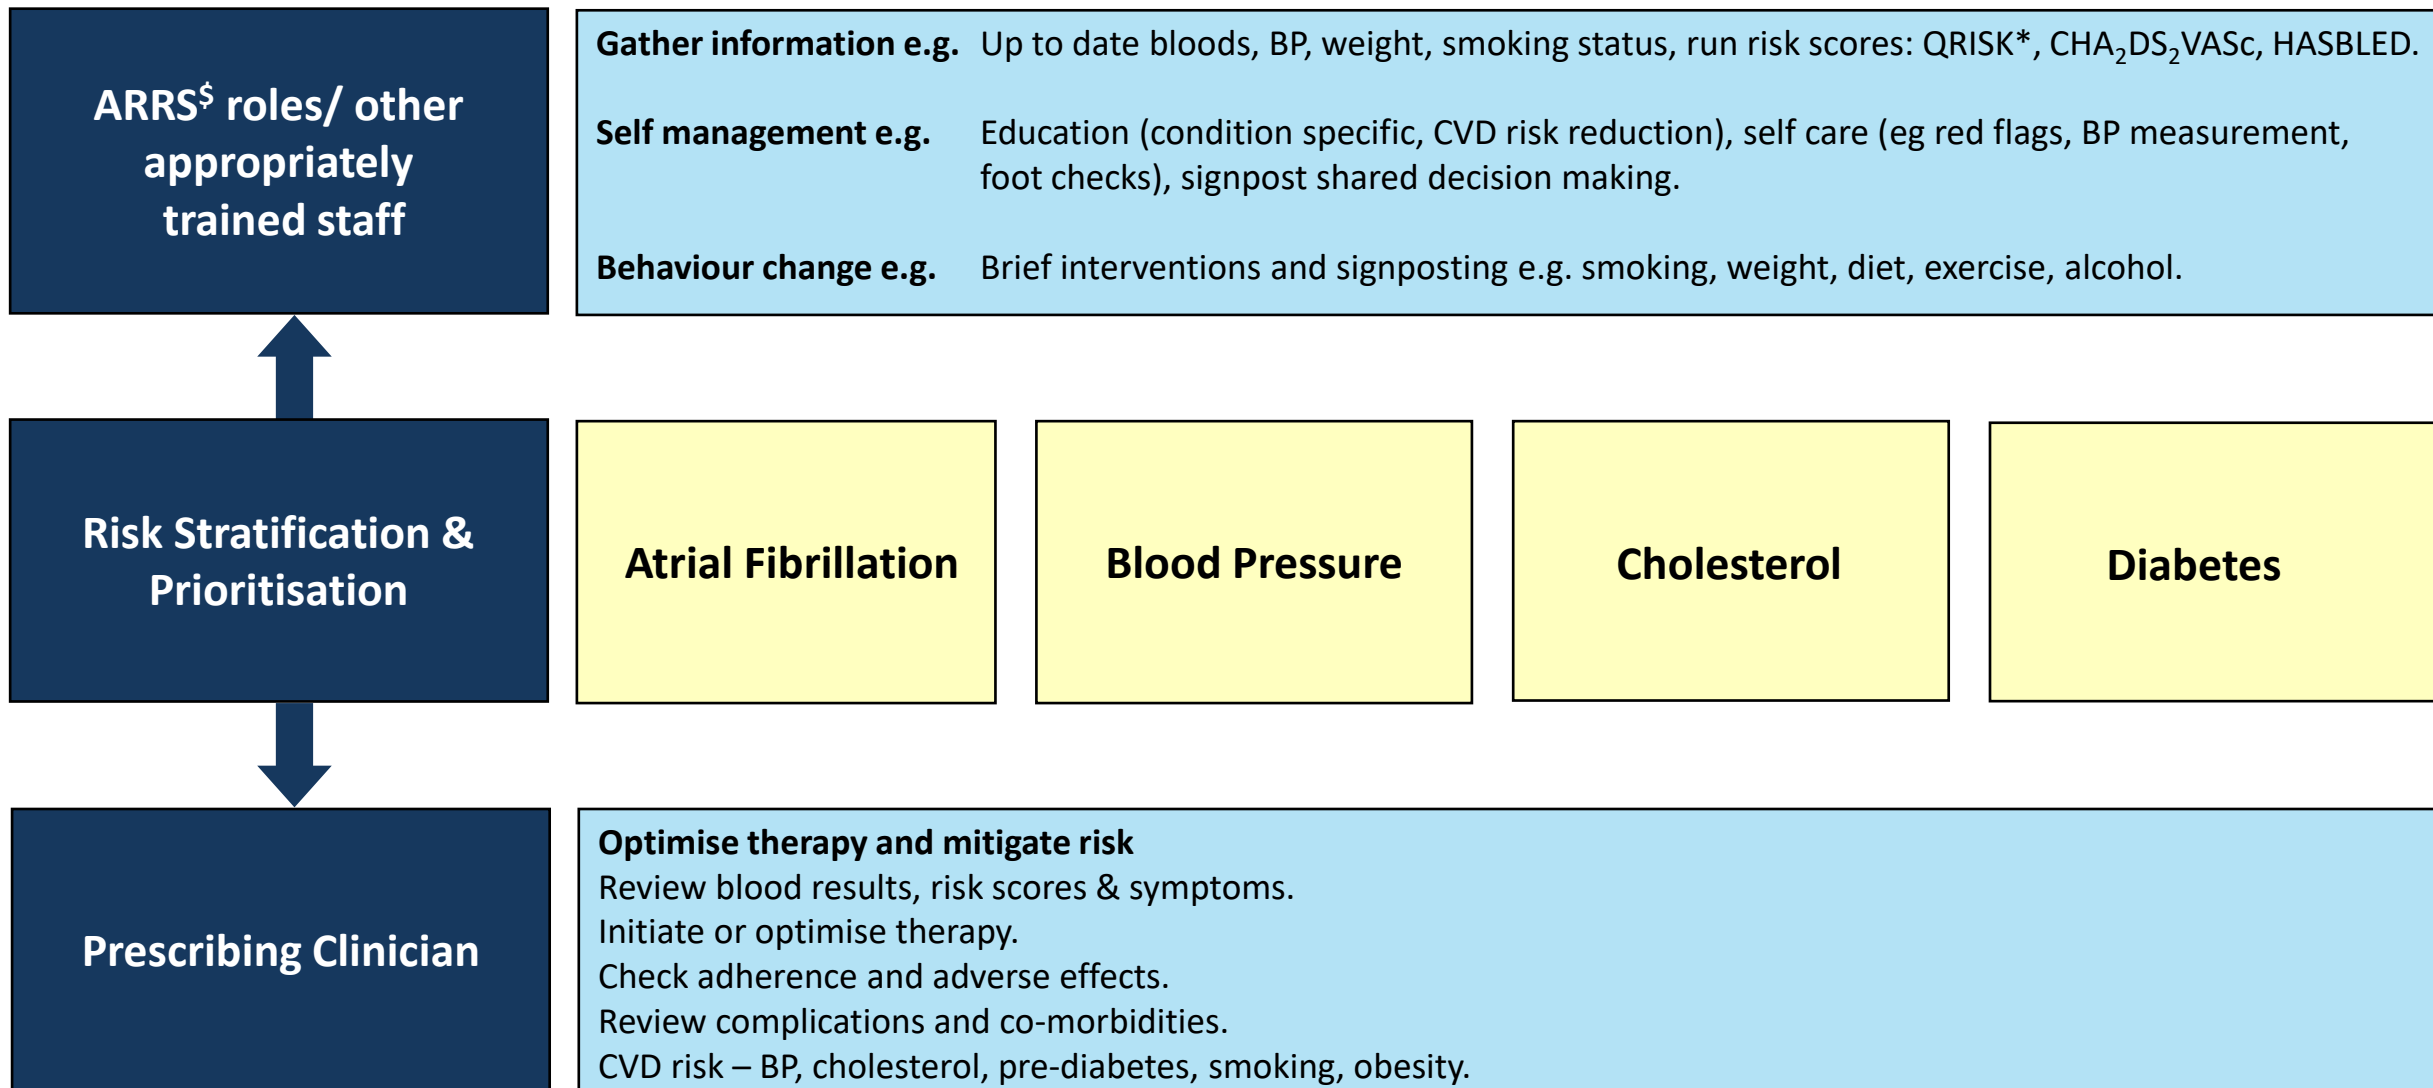 ARRS$ roles/ other
appropriately
trained staff
Gather information e.g. Up to date bloods, BP, weight, smoking status, run risk scores: QRISK*, CHA₂DS₂VASc, HASBLED.
Self management e.g. Education (condition specific, CVD risk reduction), self care (eg red flags, BP measurement,
foot checks), signpost shared decision making.
Behaviour change e.g. Brief interventions and signposting e.g. smoking, weight, diet, exercise, alcohol.
Risk Stratification &
Prioritisation
Atrial Fibrillation
Blood Pressure
Cholesterol
Diabetes
Prescribing Clinician
Optimise therapy and mitigate risk
Review blood results, risk scores & symptoms.
Initiate or optimise therapy.
Check adherence and adverse effects.
Review complications and co-morbidities.
CVD risk – BP, cholesterol, pre-diabetes, smoking, obesity.